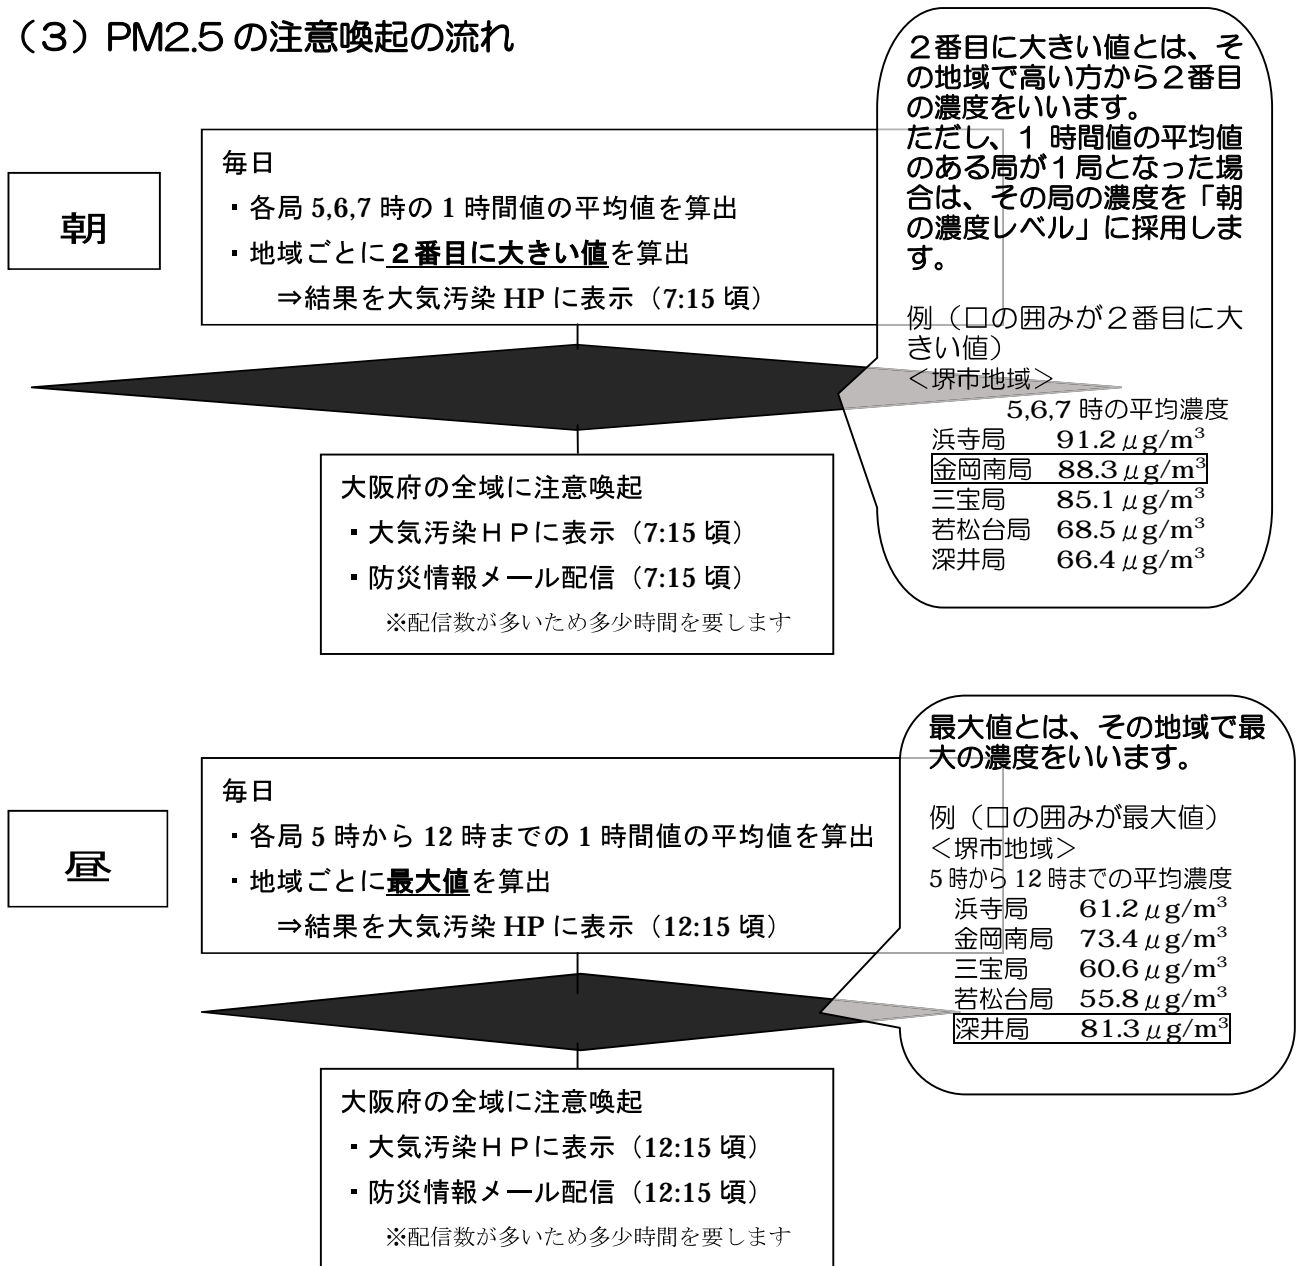 （３）PM2.5 の注意喚起の流れ
朝
毎日
・各局 5,6,7 時の 1 時間値の平均値を算出
・地域ごとに２番目に大きい値を算出
⇒結果を大気汚染 HP に表示（7:15 頃）
２番目に大きい値とは、そ
の地域で高い方から２番目
の濃度をいいます。
ただし、１ 時間値の平均値
のある局が１局となった場
合は、その局の濃度を「朝
の濃度レベル」に採用しま
す。
例（□の囲みが２番目に大
きい値）
＜堺市地域＞
5,6,7 時の平均濃度
浜寺局 91.2μg/m³
金岡南局 88.3μg/m³
三宝局 85.1μg/m³
若松台局 68.5μg/m³
深井局 66.4μg/m³
大阪府の全域に注意喚起
・大気汚染ＨＰに表示（7:15 頃）
・防災情報メール配信（7:15 頃）
※配信数が多いため多少時間を要します
昼
毎日
・各局 5 時から 12 時までの 1 時間値の平均値を算出
・地域ごとに最大値を算出
⇒結果を大気汚染 HP に表示（12:15 頃）
最大値とは、その地域で最
大の濃度をいいます。
例（□の囲みが最大値）
＜堺市地域＞
5 時から 12 時までの平均濃度
浜寺局 61.2μg/m³
金岡南局 73.4μg/m³
三宝局 60.6μg/m³
若松台局 55.8μg/m³
深井局 81.3μg/m³
大阪府の全域に注意喚起
・大気汚染ＨＰに表示（12:15 頃）
・防災情報メール配信（12:15 頃）
※配信数が多いため多少時間を要します